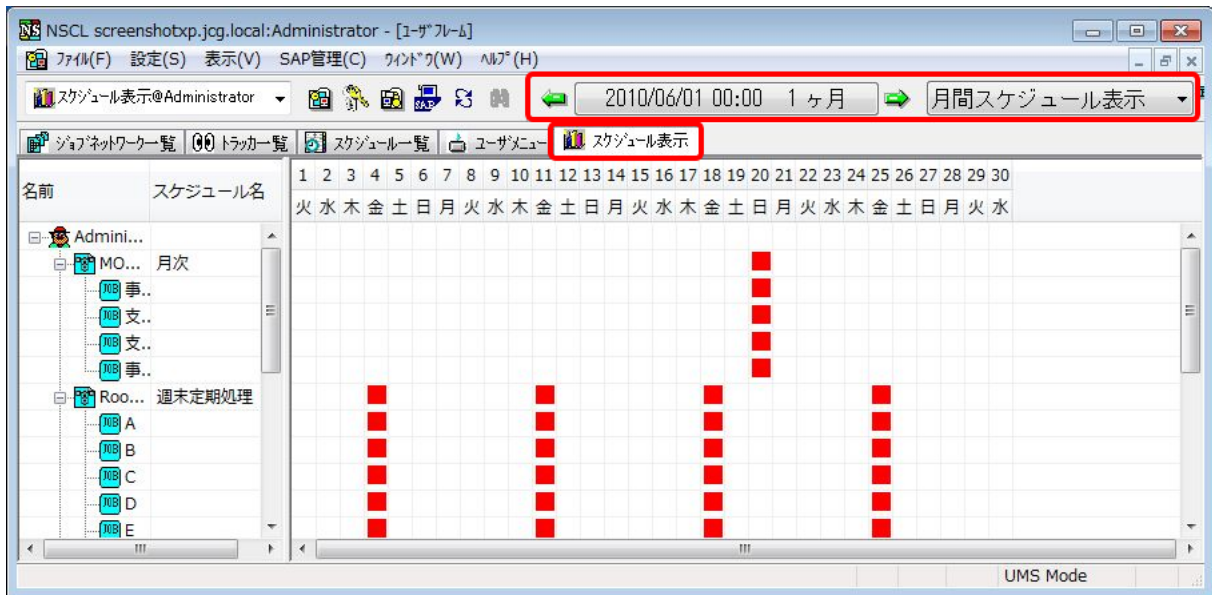 NSCL screenshotxp.jcg.local:Administrator - [ﾕｰｻﾞﾌﾚｰﾑ]
ﾌｧｲﾙ(F) 設定(S) 表示(V) SAP管理(C) ｳｨﾝﾄﾞｳ(W) ﾍﾙﾌﾟ(H)
ｽｹｼﾞｭｰﾙ表示@Administrator SAP 2010/06/01 00:00 1 ヶ月 月間スケジュール表示
ｼﾞｮﾌﾞﾈｯﾄﾜｰｸ一覧 ﾄﾗｯｶ一覧 ｽｹｼﾞｭｰﾙ一覧 ﾕｰｻﾞﾒﾆｭｰ ｽｹｼﾞｭｰﾙ表示
名前 スケジュール名
1 2 3 4 5 6 7 8 9 10 11 12 13 14 15 16 17 18 19 20 21 22 23 24 25 26 27 28 29 30
火 水 木 金 土 日 月 火 水 木 金 土 日 月 火 水 木 金 土 日 月 火 水 木 金 土 日 月 火 水
Admini...
MO... 月次
JOB 事..
JOB 支..
JOB 支..
JOB 事..
Roo... 週末定期処理
JOB A
JOB B
JOB C
JOB D
JOB E
UMS Mode